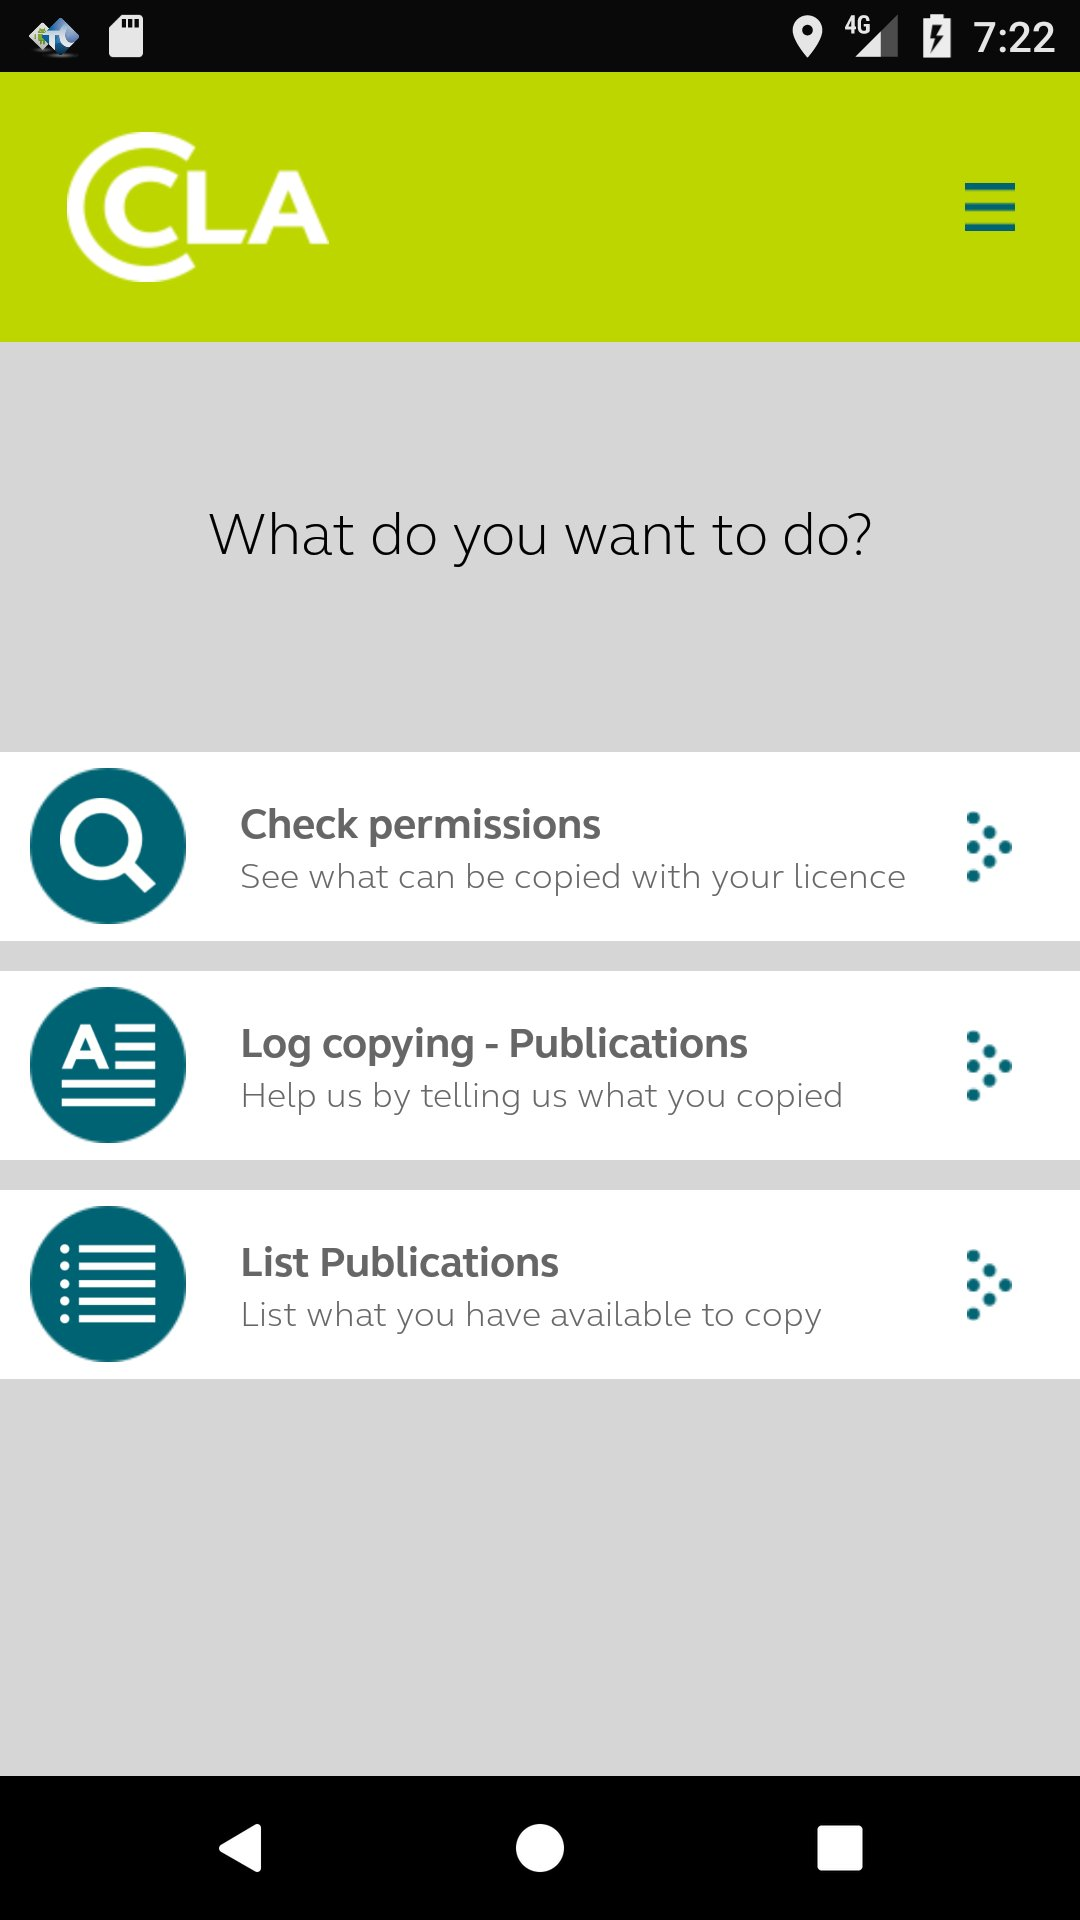 4G 7:22
CLA
What do you want to do?
Check permissions
See what can be copied with your licence
Log copying - Publications
Help us by telling us what you copied
List Publications
List what you have available to copy